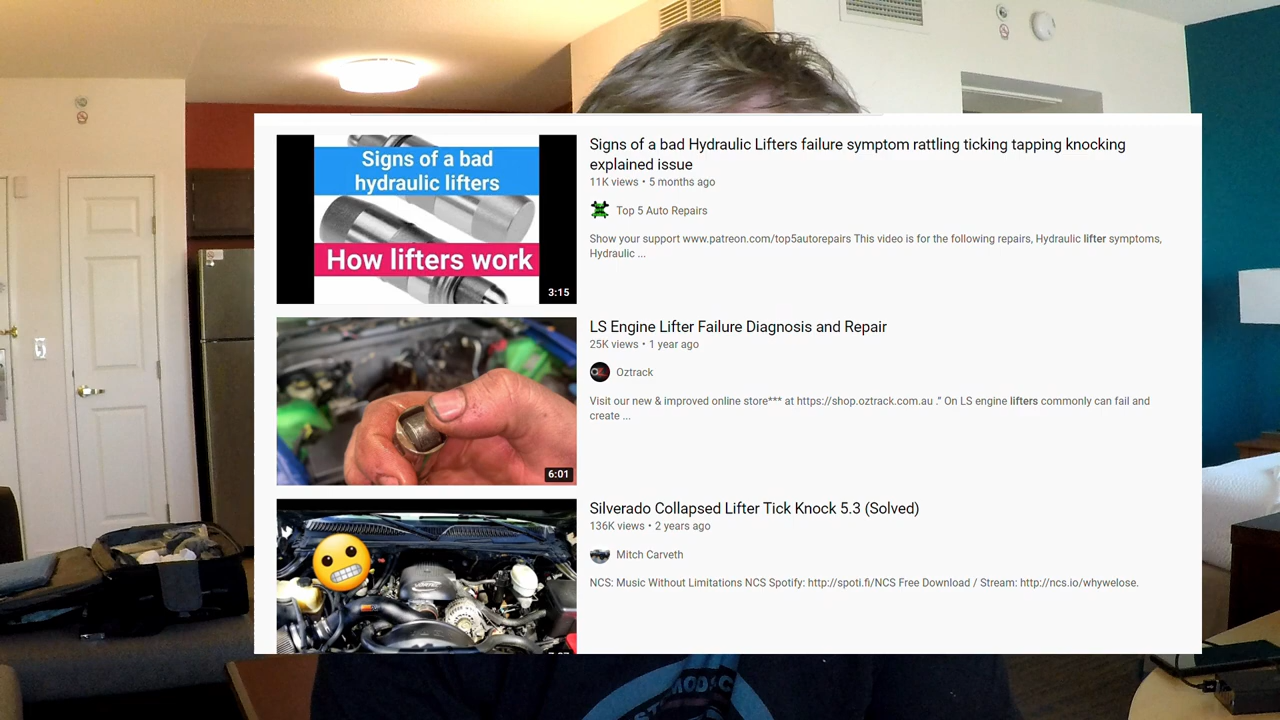 Signs of a bad
hydraulic lifters
How lifters work
3:15
Signs of a bad Hydraulic Lifters failure symptom rattling ticking tapping knocking
explained issue
11K views • 5 months ago
Top 5 Auto Repairs
Show your support www.patreon.com/top5autorepairs This video is for the following repairs, Hydraulic lifter symptoms,
Hydraulic ...
6:01
LS Engine Lifter Failure Diagnosis and Repair
25K views • 1 year ago
Oztrack
Visit our new & improved online store*** at https://shop.oztrack.com.au ." On LS engine lifters commonly can fail and
create ...
Silverado Collapsed Lifter Tick Knock 5.3 (Solved)
136K views • 2 years ago
Mitch Carveth
NCS: Music Without Limitations NCS Spotify: http://spoti.fi/NCS Free Download / Stream: http://ncs.io/whywelose.